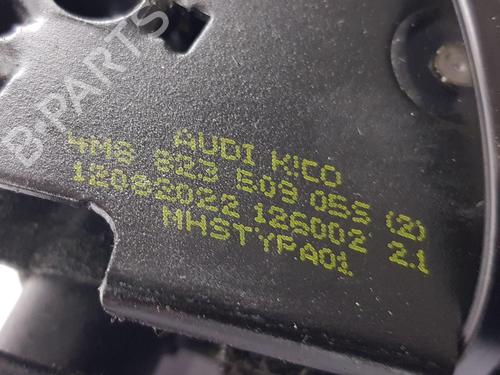 B-PARTS
AUDI KICO
4M8 823 509 055 (2)
12082022 126002 2.1
MHSTYPA01